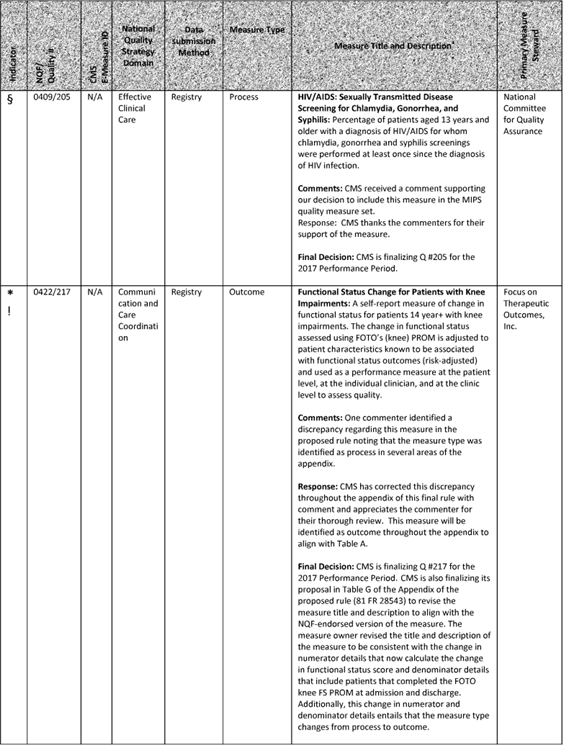 Indicator
NQF/
Quality #
CMS
E-Measure ID
National
Quality
Strategy
Domain
Data
submission
Method
Measure Type
Measure Title and Description*
Primary Measure
Steward
§
0409/205
N/A
Effective
Clinical
Care
Registry
Process
HIV/AIDS: Sexually Transmitted Disease
Screening for Chlamydia, Gonorrhea, and
Syphilis: Percentage of patients aged 13 years and
older with a diagnosis of HIV/AIDS for whom
chlamydia, gonorrhea and syphilis screenings
were performed at least once since the diagnosis
of HIV infection.
Comments: CMS received a comment supporting
our decision to include this measure in the MIPS
quality measure set.
Response: CMS thanks the commenters for their
support of the measure.
Final Decision: CMS is finalizing Q #205 for the
2017 Performance Period.
National
Committee
for Quality
Assurance
*
!
0422/217
N/A
Communi
cation and
Care
Coordinati
on
Registry
Outcome
Functional Status Change for Patients with Knee
Impairments: A self-report measure of change in
functional status for patients 14 year+ with knee
impairments. The change in functional status
assessed using FOTO's (knee) PROM is adjusted to
patient characteristics known to be associated
with functional status outcomes (risk-adjusted)
and used as a performance measure at the patient
level, at the individual clinician, and at the clinic
level to assess quality.
Comments: One commenter identified a
discrepancy regarding this measure in the
proposed rule noting that the measure type was
identified as process in several areas of the
appendix.
Response: CMS has corrected this discrepancy
throughout the appendix of this final rule with
comment and appreciates the commenter for
their thorough review. This measure will be
identified as outcome throughout the appendix to
align with Table A.
Final Decision: CMS is finalizing Q #217 for the
2017 Performance Period. CMS is also finalizing its
proposal in Table G of the Appendix of the
proposed rule (81 FR 28543) to revise the
measure title and description to align with the
NQF-endorsed version of the measure. The
measure owner revised the title and description of
the measure to be consistent with the change in
numerator details that now calculate the change
in functional status score and denominator details
that include patients that completed the FOTO
knee FS PROM at admission and discharge.
Additionally, this change in numerator and
denominator details entails that the measure type
changes from process to outcome.
Focus on
Therapeutic
Outcomes,
Inc.